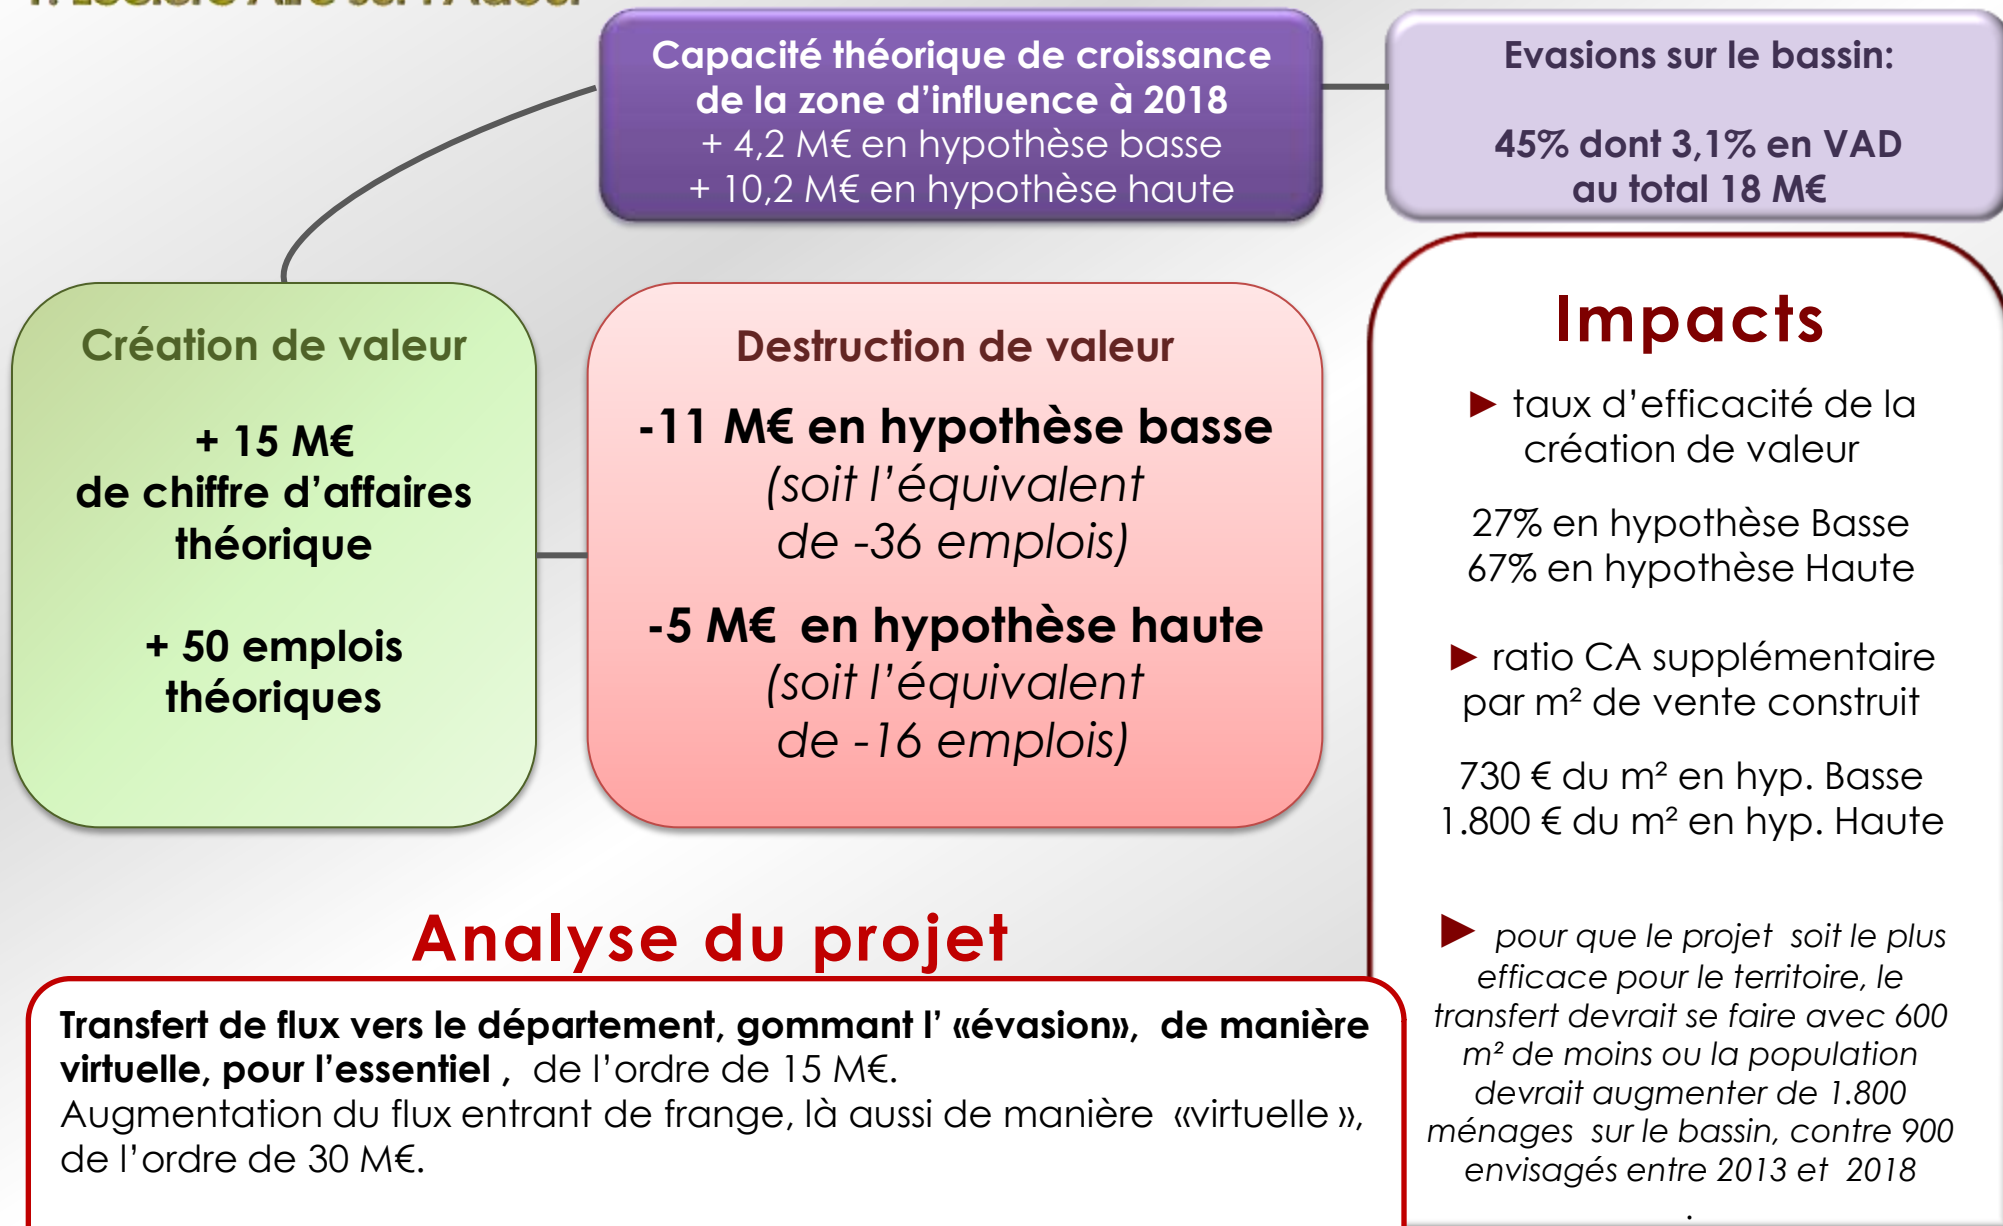 Capacité théorique de croissance
de la zone d’influence à 2018
+ 4,2 M€ en hypothèse basse
+ 10,2 M€ en hypothèse haute
Evasions sur le bassin:
45% dont 3,1% en VAD
au total 18 M€
Création de valeur
+ 15 M€
de chiffre d’affaires
théorique
+ 50 emplois
théoriques
Destruction de valeur
-11 M€ en hypothèse basse
(soit l’équivalent
de -36 emplois)
-5 M€ en hypothèse haute
(soit l’équivalent
de -16 emplois)
Impacts
► taux d’efficacité de la
création de valeur
27% en hypothèse Basse
67% en hypothèse Haute
► ratio CA supplémentaire
par m² de vente construit
730 € du m² en hyp. Basse
1.800 € du m² en hyp. Haute
► pour que le projet soit le plus
efficace pour le territoire, le
transfert devrait se faire avec 600
m² de moins ou la population
devrait augmenter de 1.800
ménages sur le bassin, contre 900
envisagés entre 2013 et 2018
.
Analyse du projet
Transfert de flux vers le département, gommant l’ «évasion», de manière
virtuelle, pour l’essentiel , de l’ordre de 15 M€.
Augmentation du flux entrant de frange, là aussi de manière «virtuelle »,
de l’ordre de 30 M€.